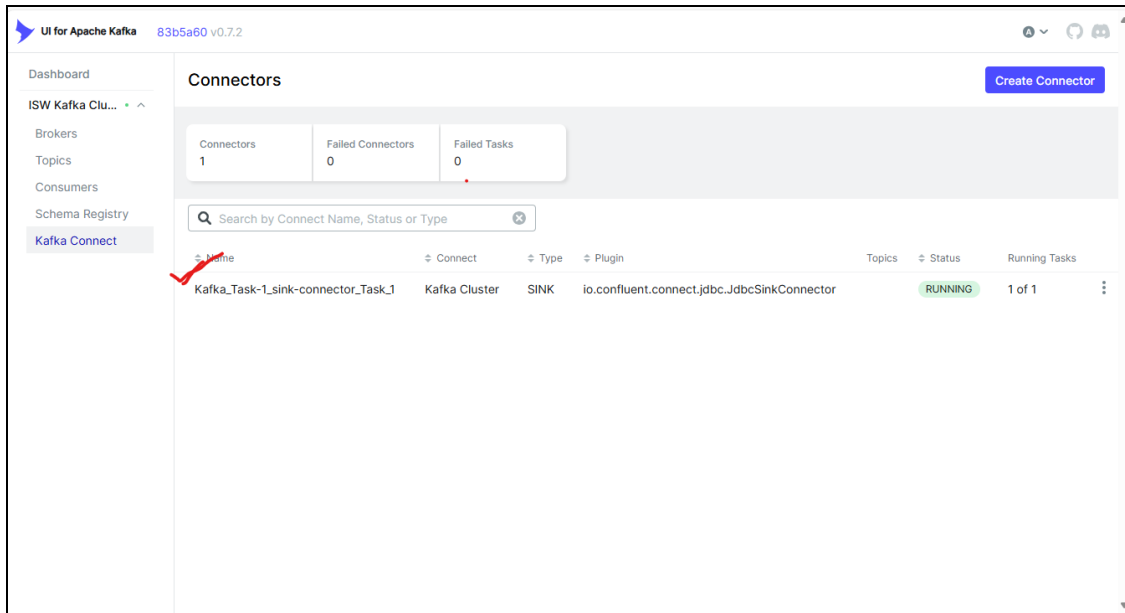 UI for Apache Kafka 83b5a60 v0.7.2
A
Dashboard
ISW Kafka Clu...
Brokers
Topics
Consumers
Schema Registry
Kafka Connect
Connectors
Create Connector
Connectors Failed Connectors Failed Tasks
1 0 0
Search by Connect Name, Status or Type
Name Connect Type Plugin Topics Status Running Tasks
Kafka_Task-1_sink-connector_Task_1 Kafka Cluster SINK io.confluent.connect.jdbc.JdbcSinkConnector RUNNING 1 of 1